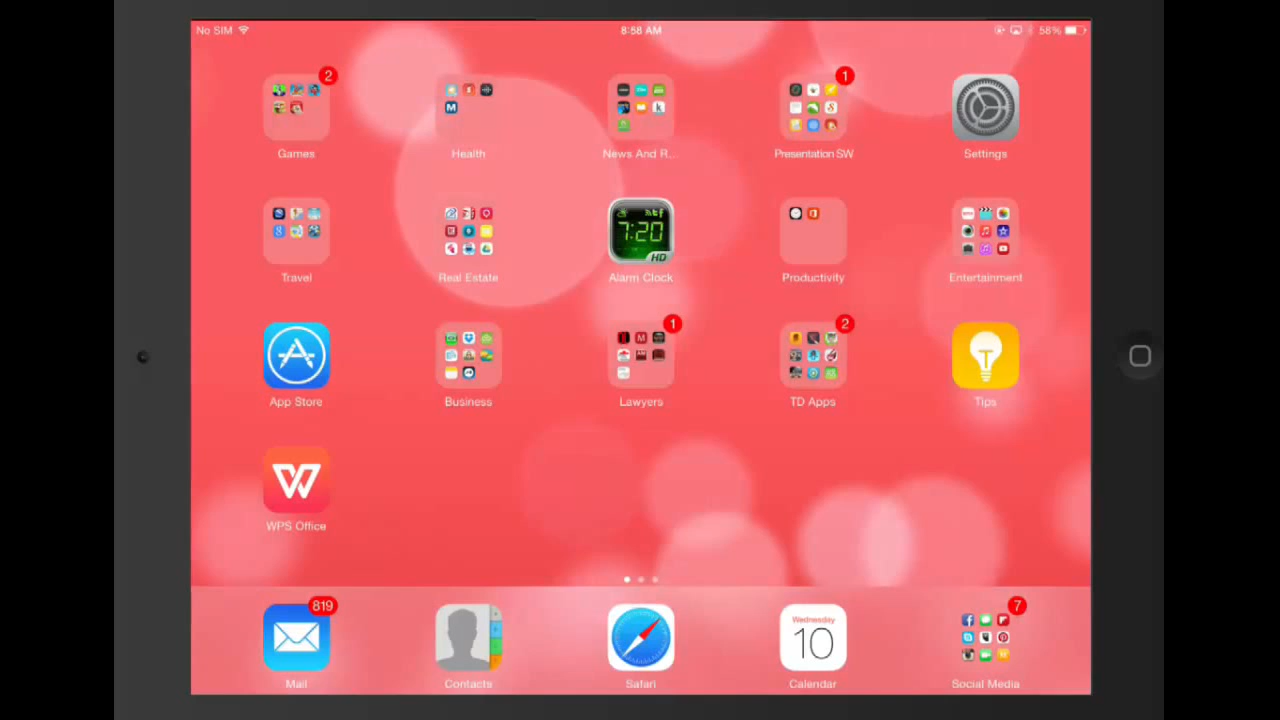 No SIM 8:58 AM 58%
2 1
Games Health News And R... Presentation SW Settings
7:20
HD
Travel Real Estate Alarm Clock Productivity Entertainment
1 2
App Store Business Lawyers TD Apps Tips
WPS Office
819 Wednesday 7
10
Mail Contacts Safari Calendar Social Media